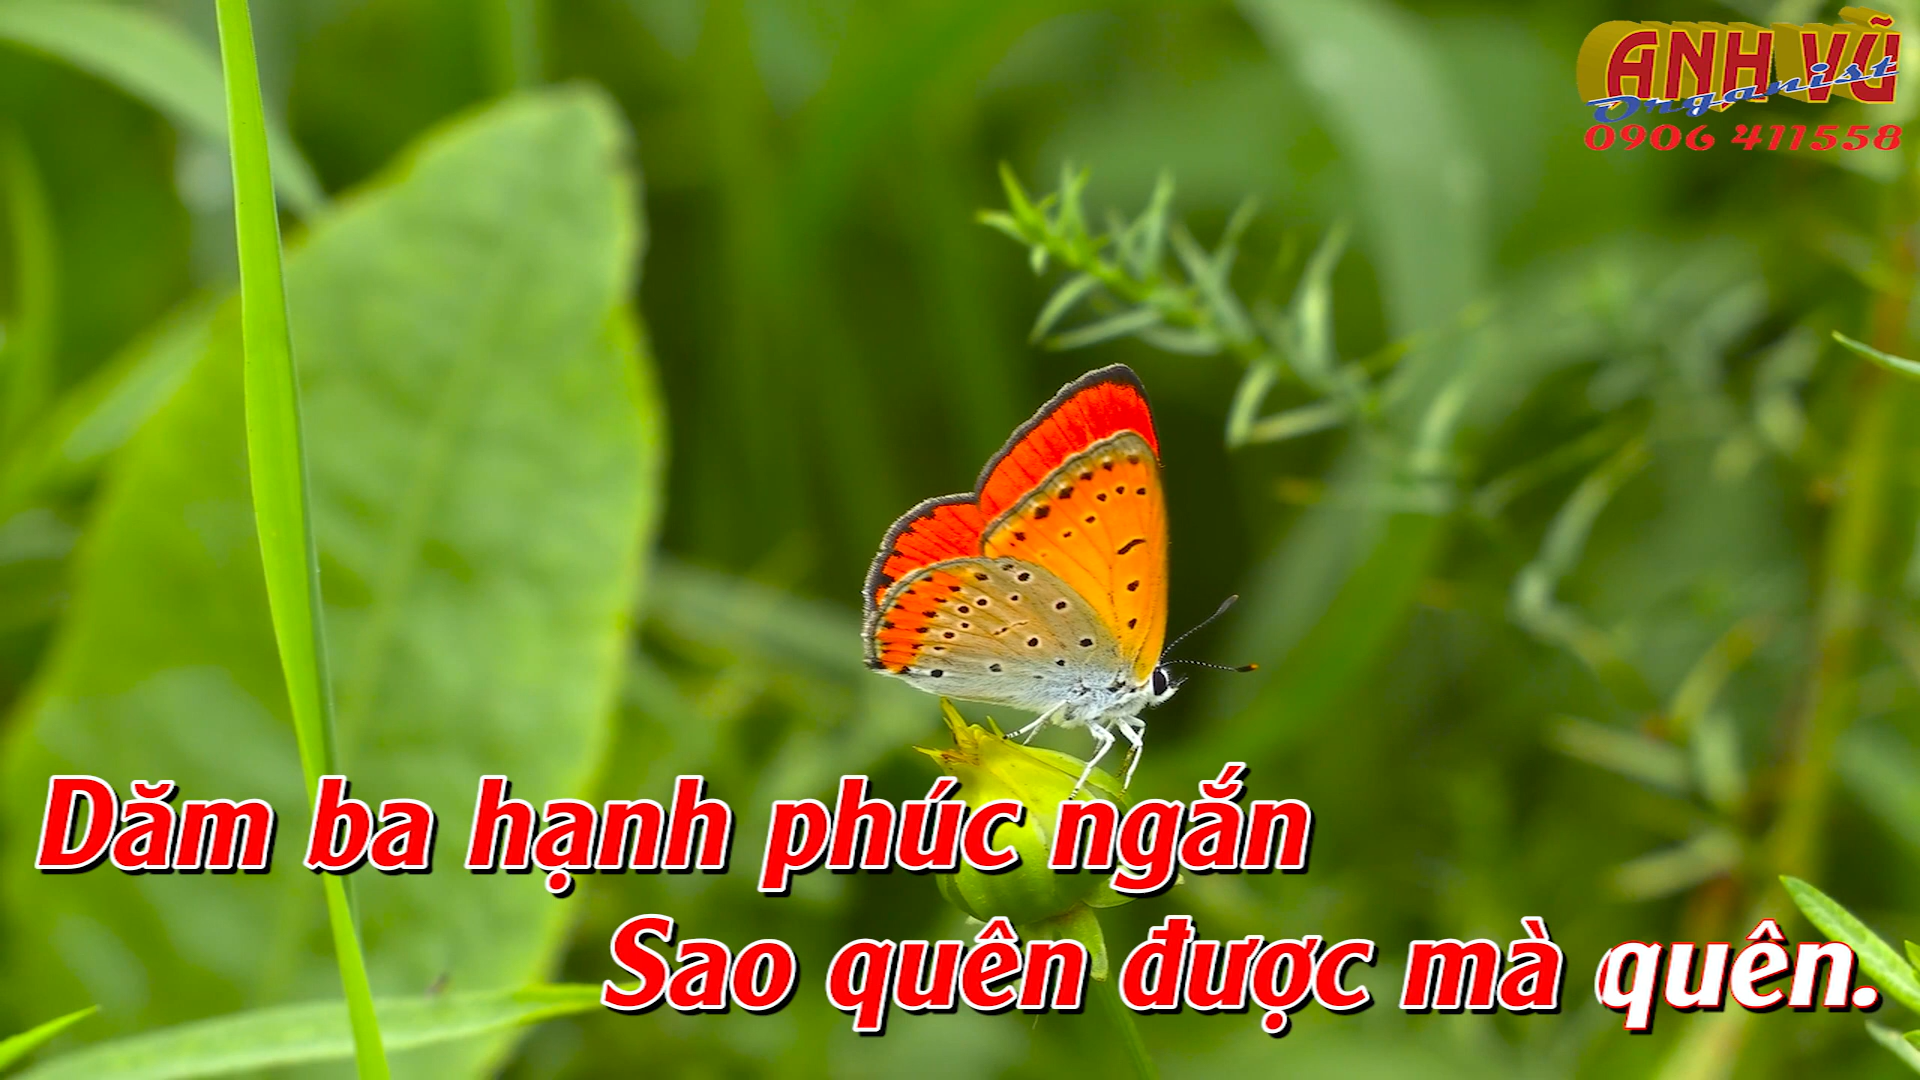 ANH VŨ
Organist
0906 411558
Dăm ba hạnh phúc ngắn
Sao quên được mà quên.